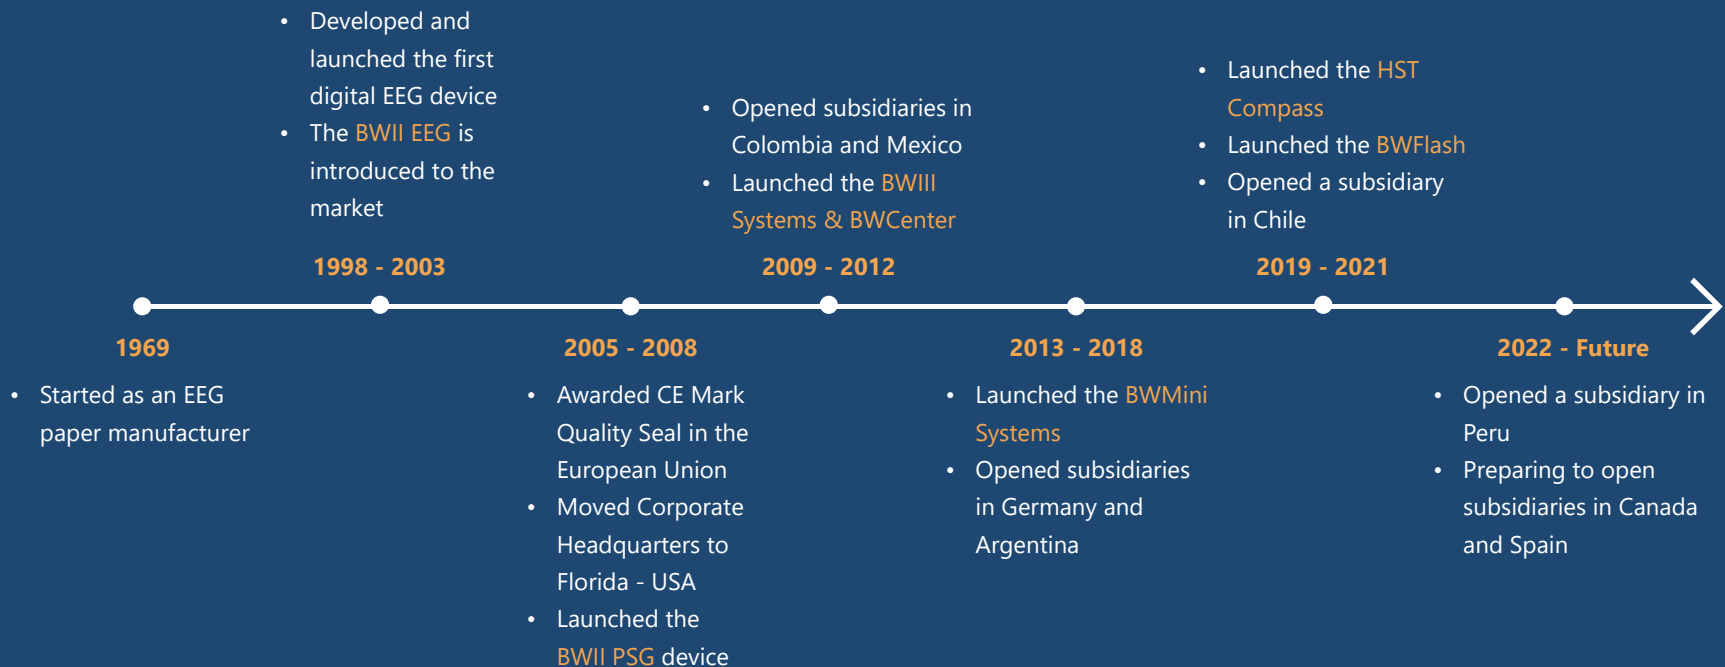 • Developed and
launched the first
digital EEG device
• The BWII EEG is
introduced to the
market
1998 - 2003
• Opened subsidiaries in
Colombia and Mexico
• Launched the BWIII
Systems & BWCenter
2009 - 2012
• Launched the HST
Compass
• Launched the BWFlash
• Opened a subsidiary
in Chile
2019 - 2021
1969
• Started as an EEG
paper manufacturer
2005 - 2008
• Awarded CE Mark
Quality Seal in the
European Union
• Moved Corporate
Headquarters to
Florida - USA
• Launched the
BWII PSG device
2013 - 2018
• Launched the BWMini
Systems
• Opened subsidiaries
in Germany and
Argentina
2022 - Future
• Opened a subsidiary in
Peru
• Preparing to open
subsidiaries in Canada
and Spain